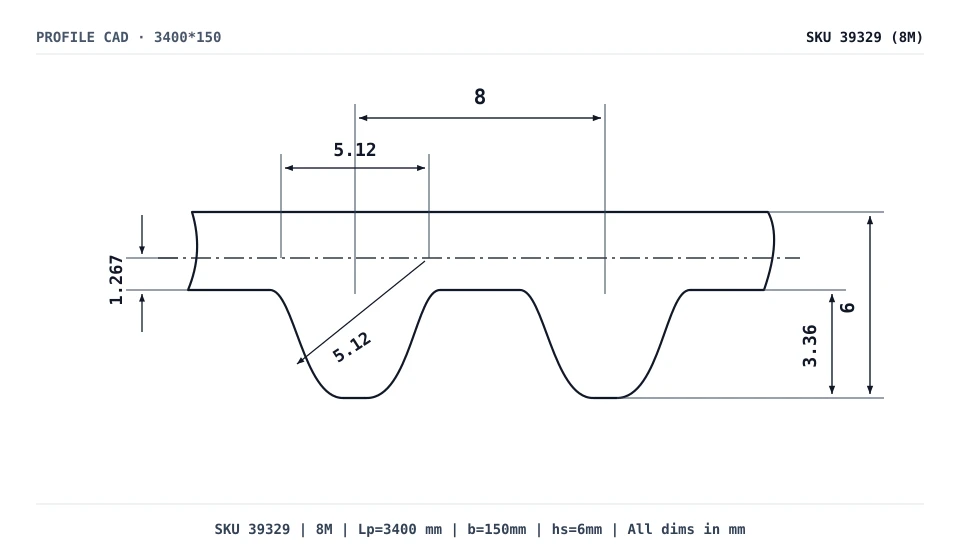 PROFILE CAD · 3400*150
SKU 39329 (8M)
8
5.12
1.267
5.12
3.36
6
SKU 39329 | 8M | Lp=3400 mm | b=150mm | hs=6mm | All dims in mm